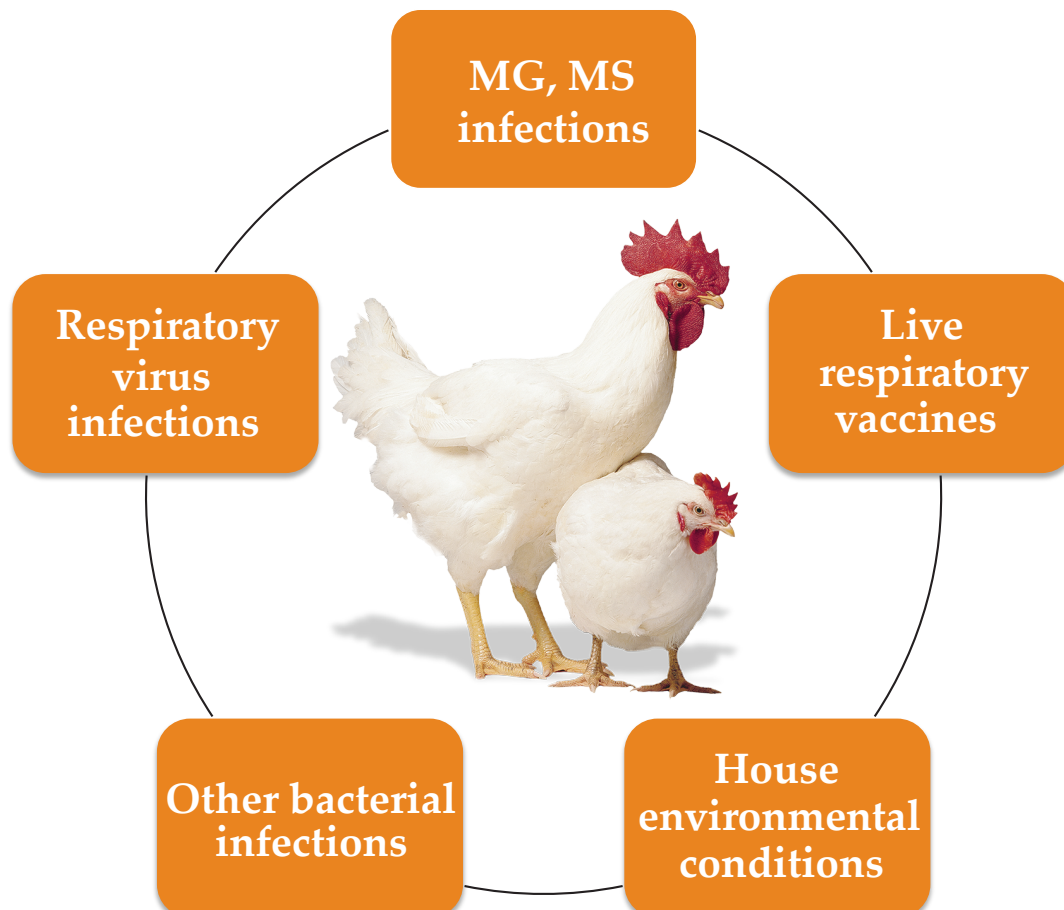 MG, MS
infections
Respiratory
virus
infections
Live
respiratory
vaccines
Other bacterial
infections
House
environmental
conditions